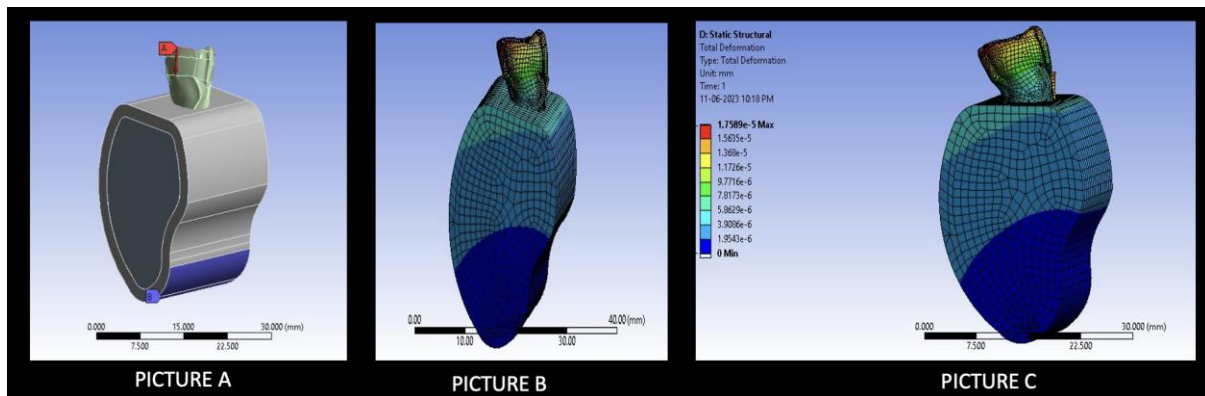 A
B
0.000
15.000
30.000 (mm)
7.500
22.500
PICTURE A
0.00
40.00 (mm)
10.00
30.00
PICTURE B
D: Static Structural
Total Deformation
Type: Total Deformation
Unit: mm
Time: 1
11-06-2023 10:18 PM
1.7589e-5 Max
1.5635e-5
1.368e-5
1.1726e-5
9.7716e-6
7.8173e-6
5.8629e-6
3.9086e-6
1.9543e-6
0 Min
0.000
30.000 (mm)
7.500
22.500
PICTURE C